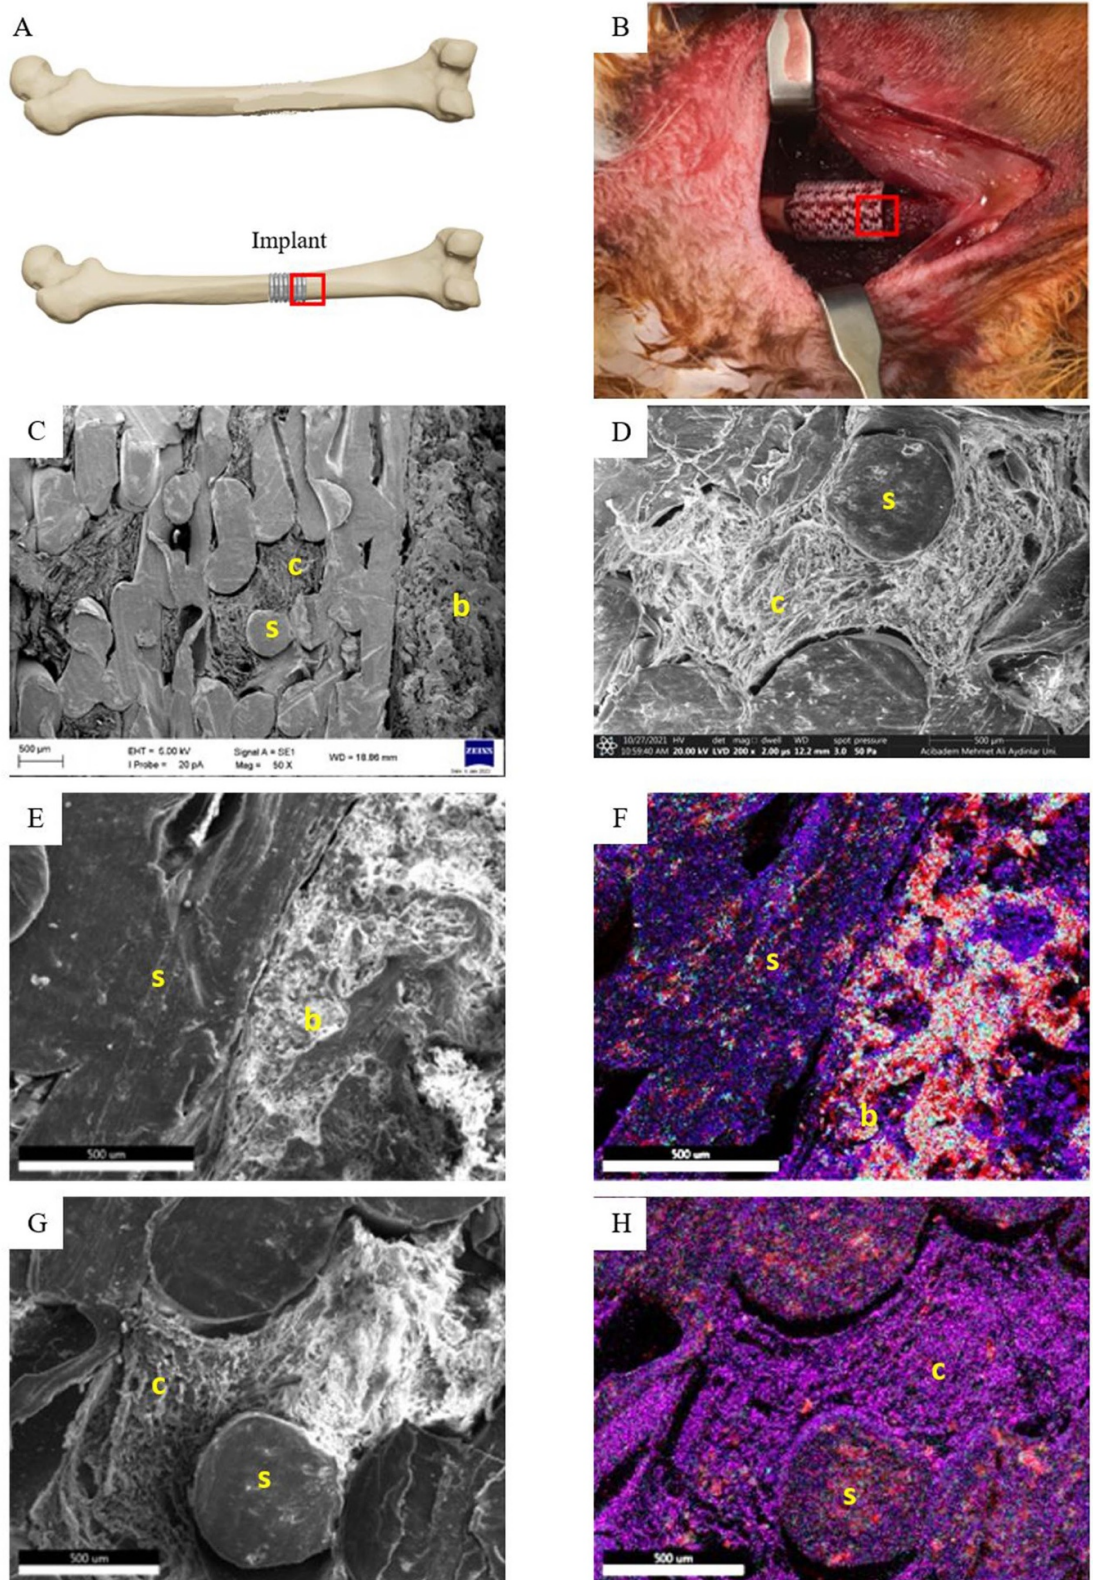 A
B
Implant
C
D
c
b
s
500 µm
EHT = 5.00 kV
I Probe = 20 pA
Signal A = SE1
Mag = 50 X
WD = 18.86 mm
ZEISS
s
c
10/27/2021 HV det mag dwell WD spot pressure
10:59:40 AM 20.00 kV LVD 200 x 2.00 µs 12.2 mm 3.0 50 Pa
500 µm
Acibadem Mehmet Ali Aydinlar Uni.
E
F
s
b
500 um
s
b
500 um
G
H
c
s
500 um
c
s
500 um